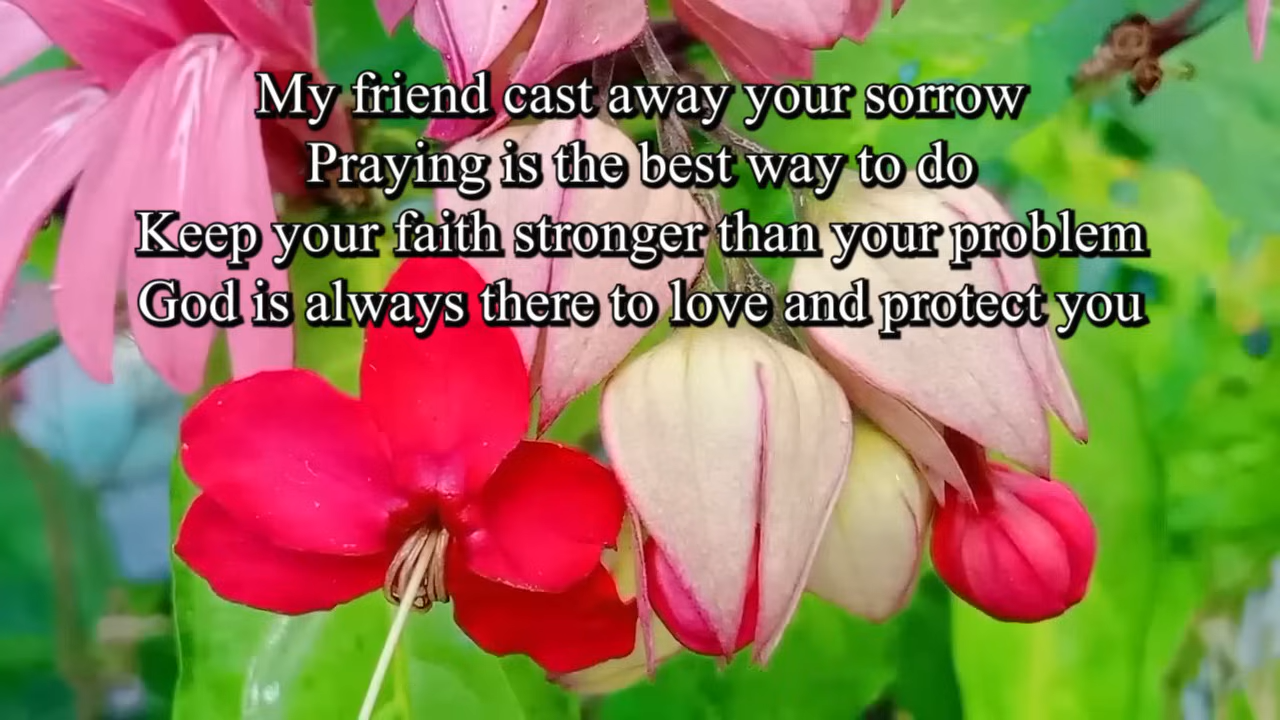 My friend cast away your sorrow
Praying is the best way to do
Keep your faith stronger than your problem
God is always there to love and protect you